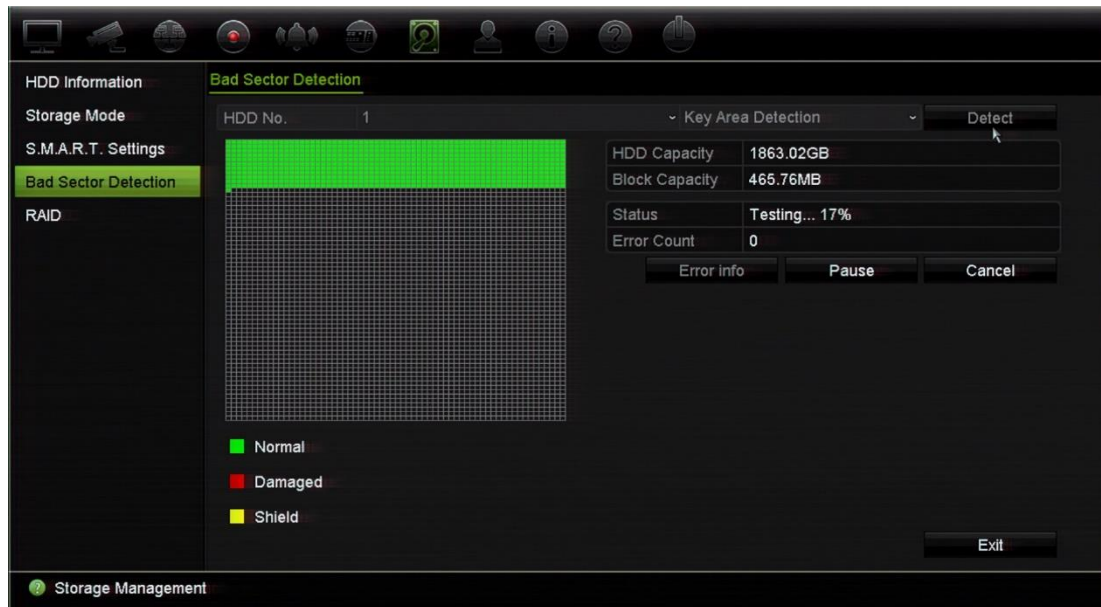 HDD Information
Storage Mode
S.M.A.R.T. Settings
Bad Sector Detection
RAID
Bad Sector Detection
HDD No. 1 Key Area Detection Detect
HDD Capacity 1863.02GB
Block Capacity 465.76MB
Status Testing... 17%
Error Count 0
Error info Pause Cancel
Normal
Damaged
Shield
Exit
Storage Management